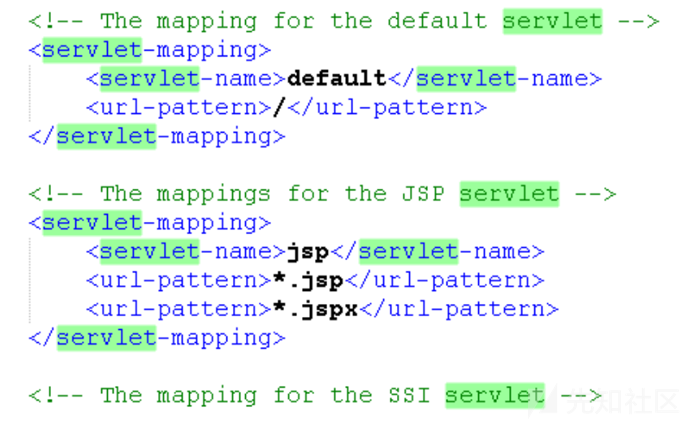 <!-- The mapping for the default servlet -->
<servlet-mapping>
    <servlet-name>default</servlet-name>
    <url-pattern>/</url-pattern>
</servlet-mapping>

<!-- The mappings for the JSP servlet -->
<servlet-mapping>
    <servlet-name>jsp</servlet-name>
    <url-pattern>*.jsp</url-pattern>
    <url-pattern>*.jspx</url-pattern>
</servlet-mapping>

<!-- The mapping for the SSI servlet -->
先知社区